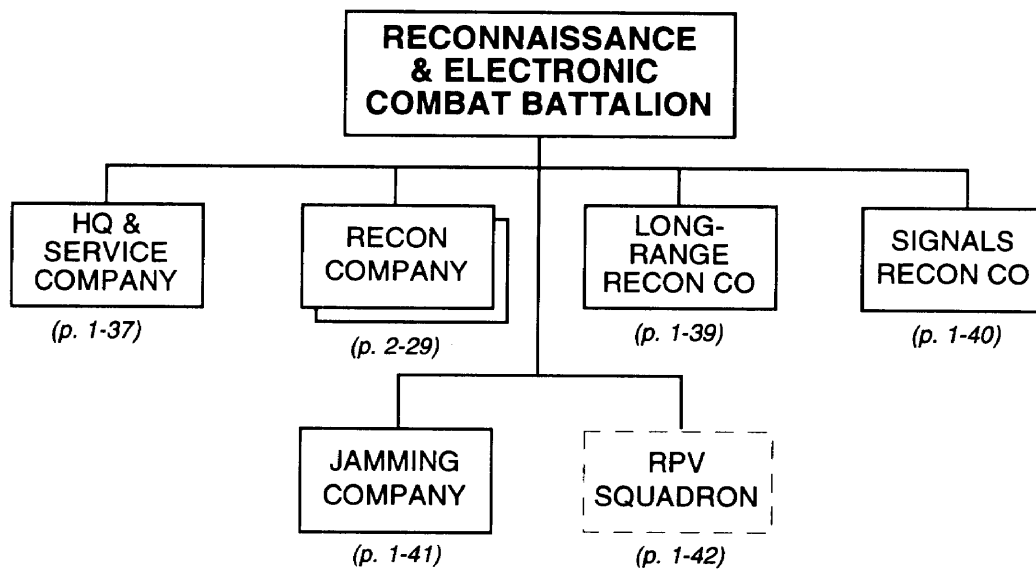 RECONNAISSANCE
& ELECTRONIC
COMBAT BATTALION
HQ &
SERVICE
COMPANY
(p. 1-37)
RECON
COMPANY
(p. 2-29)
LONG-
RANGE
RECON CO
(p. 1-39)
SIGNALS
RECON CO
(p. 1-40)
JAMMING
COMPANY
(p. 1-41)
RPV
SQUADRON
(p. 1-42)